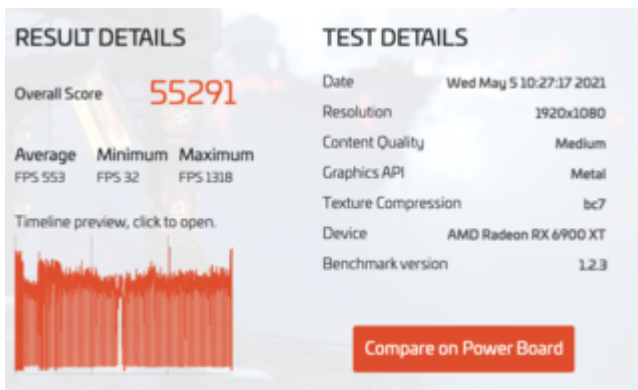 RESULT DETAILS
Overall Score 55291
Average Minimum Maximum
FPS 553 FPS 32 FPS 1318
Timeline preview, click to open.
TEST DETAILS
Date Wed May 5 10:27:17 2021
Resolution 1920x1080
Content Quality Medium
Graphics API Metal
Texture Compression bc7
Device AMD Radeon RX 6900 XT
Benchmark version 1.2.3
Compare on Power Board